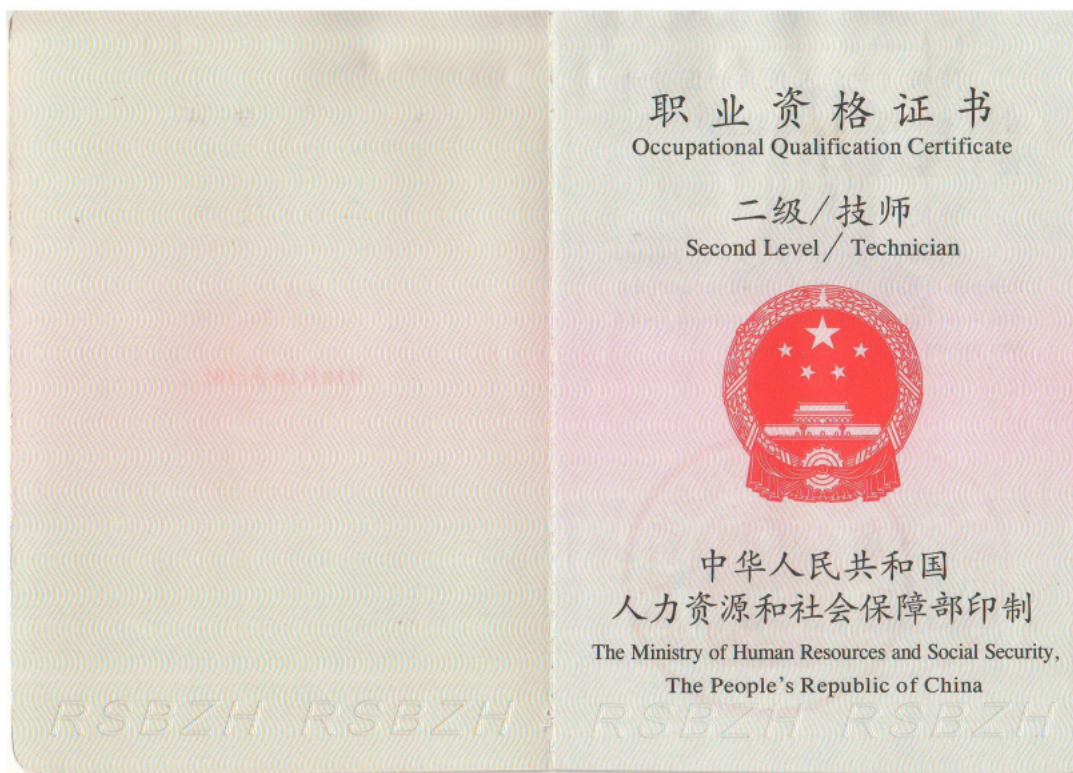 职业资格证书
Occupational Qualification Certificate
二级/技师
Second Level/Technician
中华人民共和国
人力资源和社会保障部印制
The Ministry of Human Resources and Social Security,
The People's Republic of China
RSBZH RSBZH RSBZH RSBZH